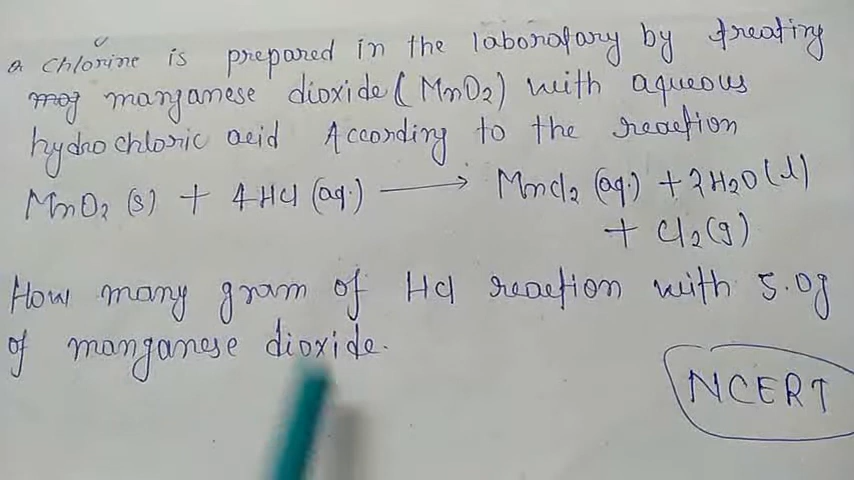 Q. Chlorine is prepared in the laboratary by treating
manganese dioxide (MnO2) with aqueous
hydrochloric acid According to the reaction
MnO2 (s) + 4HCl (aq.) ⟶ MnCl2 (aq.) + 2H2O (l)
+ Cl2 (g)
How many gram of HCl reaction with 5.0g
of manganese dioxide.
NCERT